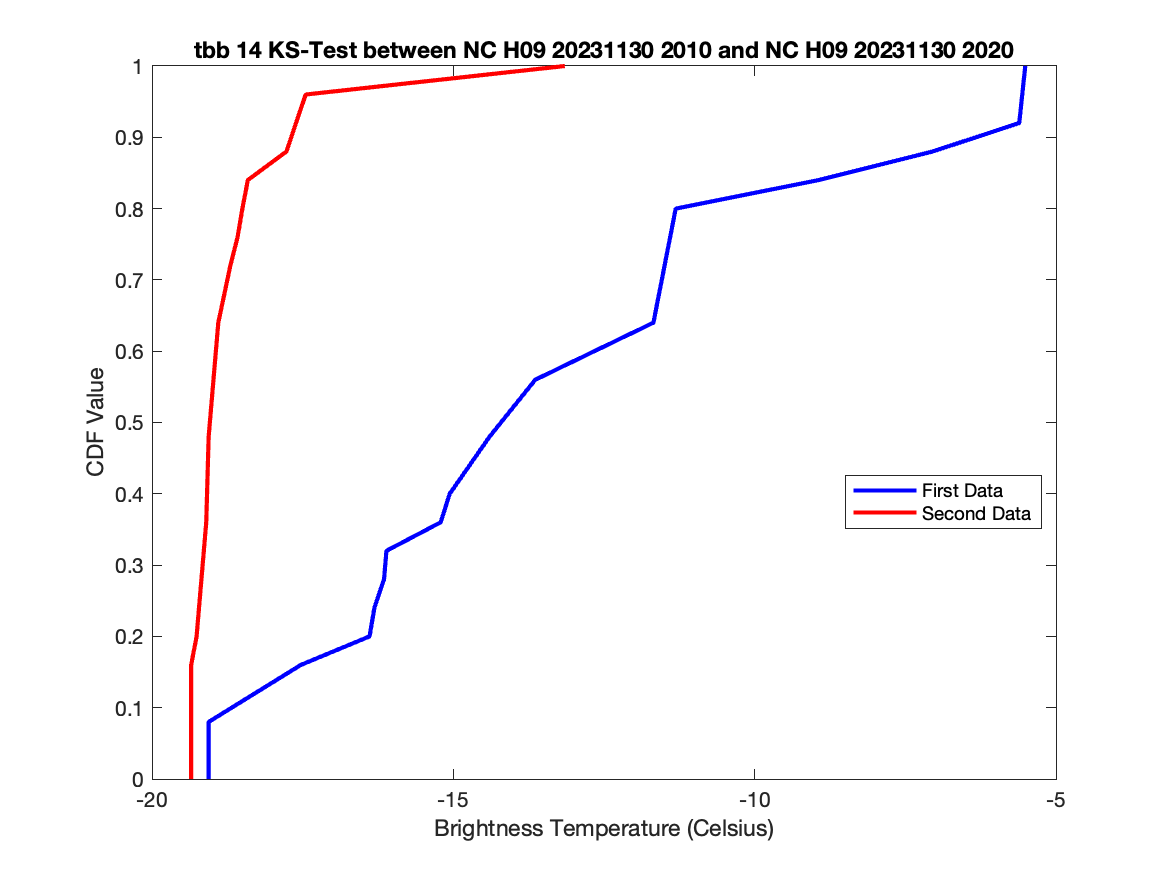 tbb 14 KS-Test between NC H09 20231130 2010 and NC H09 20231130 2020
1
0.9
0.8
0.7
0.6
0.5
0.4
0.3
0.2
0.1
0
CDF Value
First Data
Second Data
-20 -15 -10 -5
Brightness Temperature (Celsius)